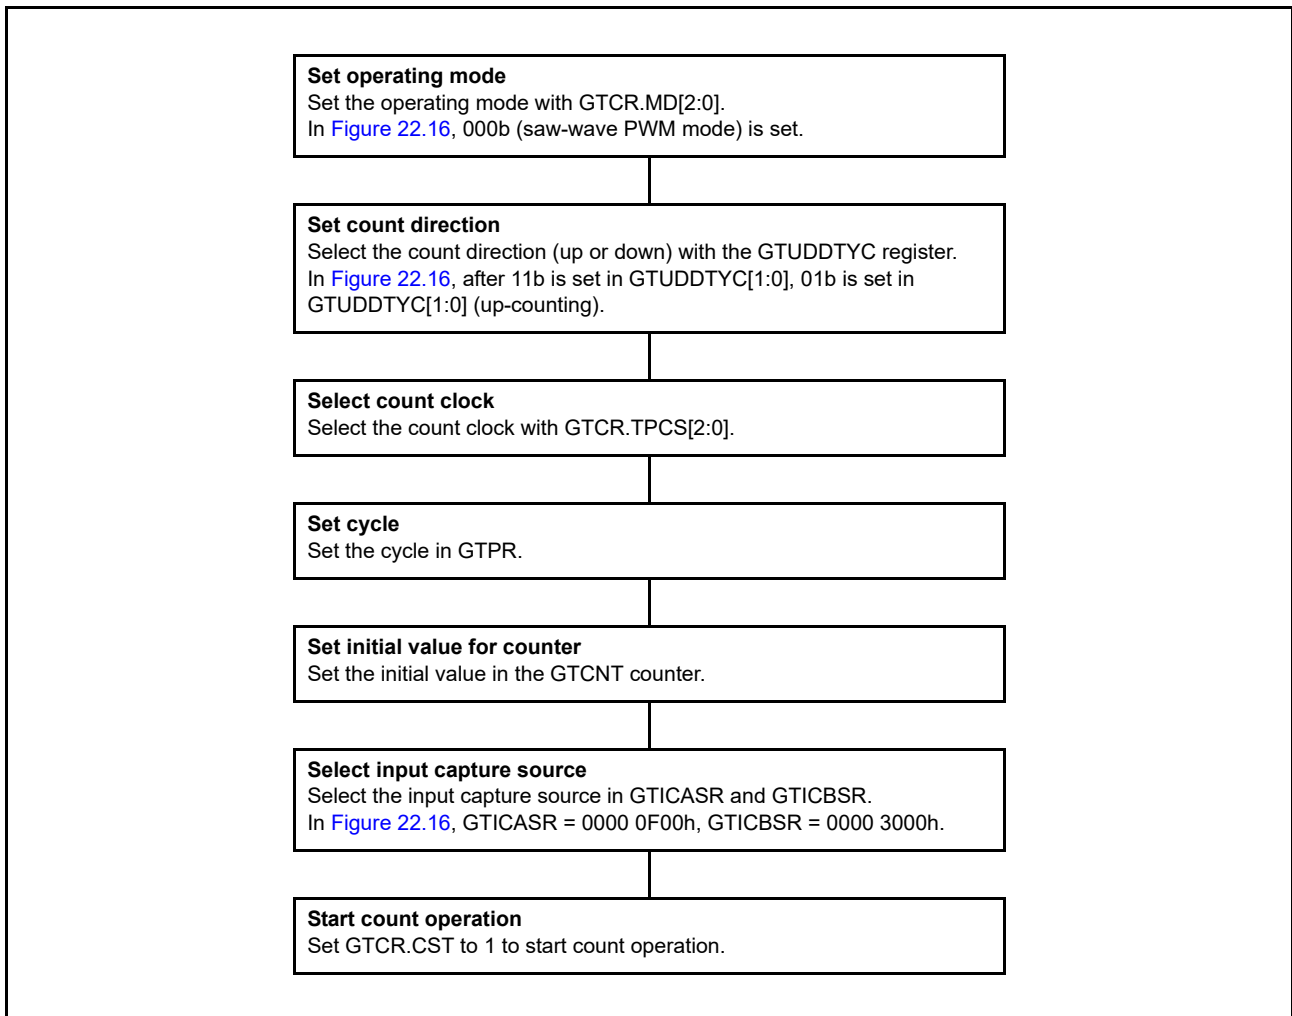 Set operating mode
Set the operating mode with GTCR.MD[2:0].
In Figure 22.16, 000b (saw-wave PWM mode) is set.
Set count direction
Select the count direction (up or down) with the GTUDDTYC register.
In Figure 22.16, after 11b is set in GTUDDTYC[1:0], 01b is set in
GTUDDTYC[1:0] (up-counting).
Select count clock
Select the count clock with GTCR.TPCS[2:0].
Set cycle
Set the cycle in GTPR.
Set initial value for counter
Set the initial value in the GTCNT counter.
Select input capture source
Select the input capture source in GTICASR and GTICBSR.
In Figure 22.16, GTICASR = 0000 0F00h, GTICBSR = 0000 3000h.
Start count operation
Set GTCR.CST to 1 to start count operation.